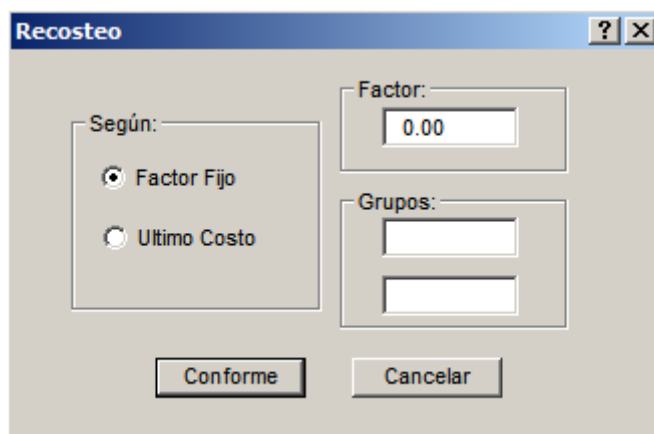 Recosteo
Según:
Factor Fijo
Ultimo Costo
Factor:
0.00
Grupos:
Conforme
Cancelar